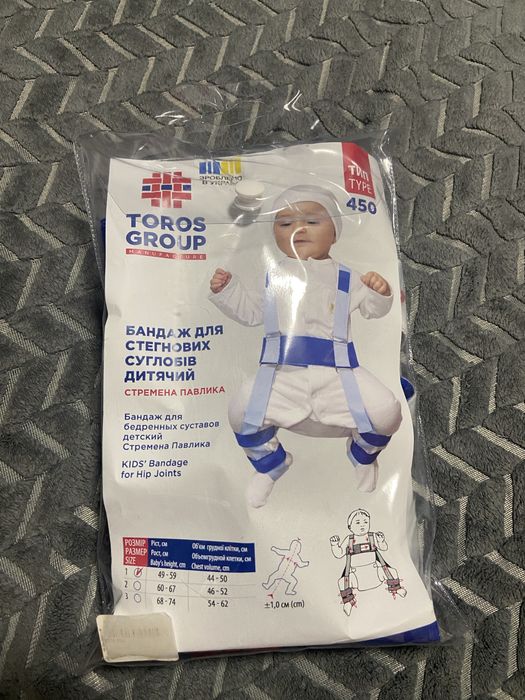 ЗРОБЛЕНО
В УКРАЇНІ
ТИП
TYPE
450
TOROS
GROUP
MANUFACTURE
БАНДАЖ ДЛЯ
СТЕГНОВИХ
СУГЛОБІВ
ДИТЯЧИЙ
СТРЕМЕНА ПАВЛИКА
Бандаж для
бедренных суставов
детский
Стремена Павлика
KIDS' Bandage
for Hip Joints
РОЗМІР
РАЗМЕР
SIZE
Ріст, см
Рост, см
Baby's height, cm
Об'єм грудної клітки, см
Объем грудной клетки, см
Chest volume, cm
1 49 - 59 44 - 50
2 60 - 67 46 - 52
3 68 - 74 54 - 62
±1,0 см (cm)